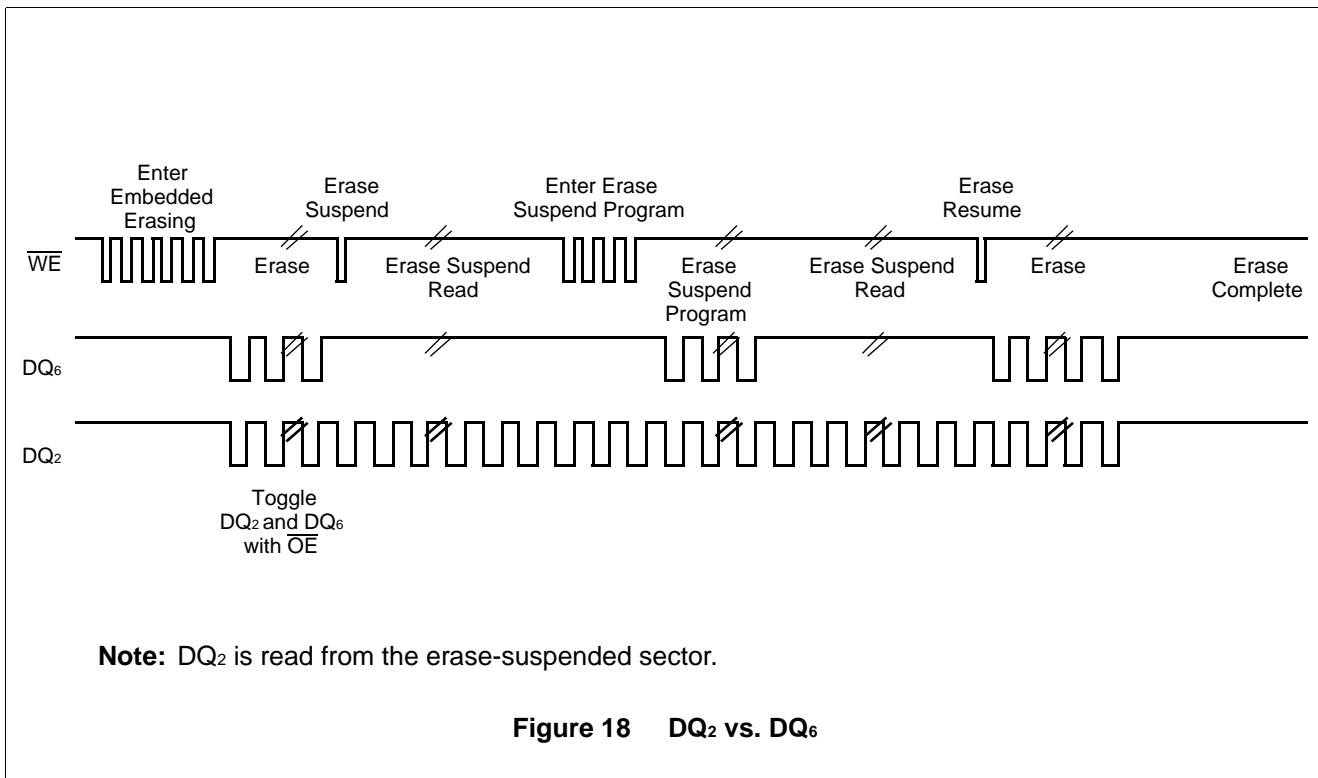 Enter
Embedded
Erasing
Erase
Suspend
Enter Erase
Suspend Program
Erase
Resume
WE
Erase
Erase Suspend
Read
Erase
Suspend
Program
Erase Suspend
Read
Erase
Erase
Complete
DQ6
DQ2
Toggle
DQ2 and DQ6
with OE
Note: DQ2 is read from the erase-suspended sector.
Figure 18 DQ2 vs. DQ6